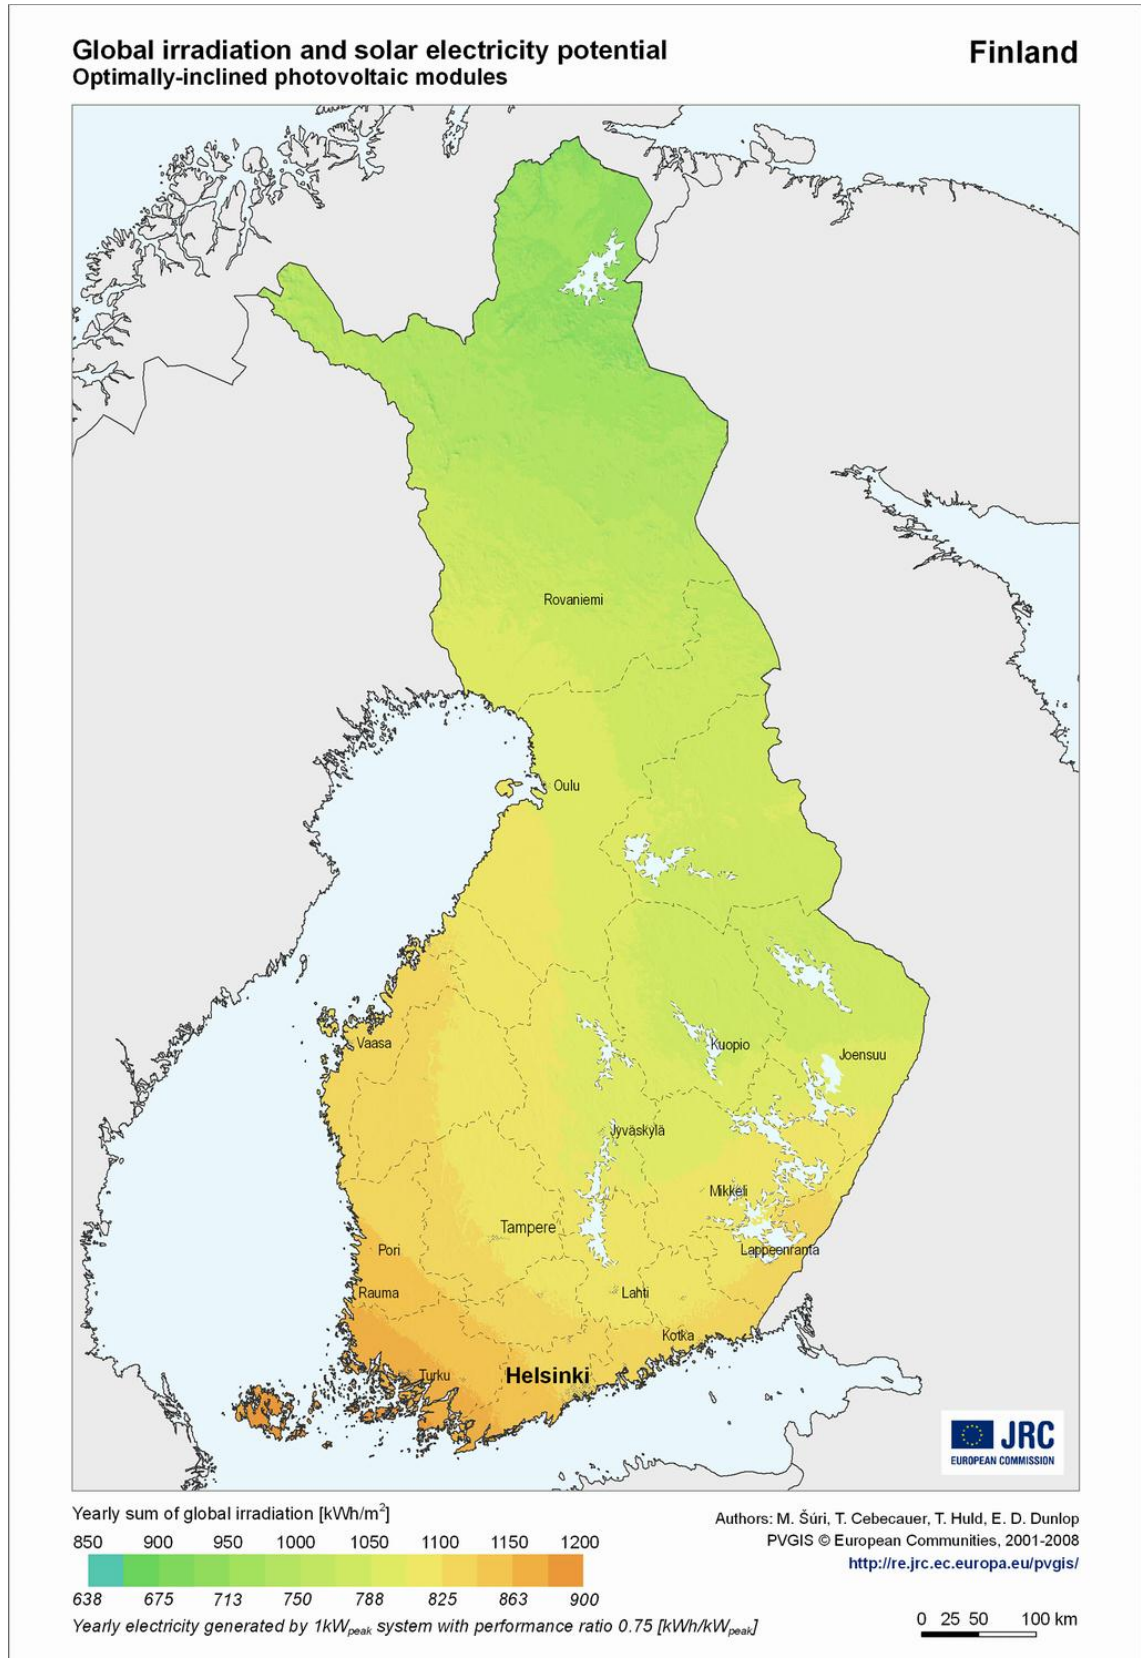 Global irradiation and solar electricity potential
Optimally-inclined photovoltaic modules
Finland
Rovaniemi
Oulu
Vaasa
Kuopio
Joensuu
Jyväskylä
Mikkeli
Tampere
Pori
Lappeenranta
Rauma
Lahti
Kotka
Turku
Helsinki
JRC
EUROPEAN COMMISSION
Yearly sum of global irradiation [kWh/m²]
850 900 950 1000 1050 1100 1150 1200
638 675 713 750 788 825 863 900
Yearly electricity generated by 1kWpeak system with performance ratio 0.75 [kWh/kWpeak]
Authors: M. Šúri, T. Cebecauer, T. Huld, E. D. Dunlop
PVGIS © European Communities, 2001-2008
http://re.jrc.ec.europa.eu/pvgis/
0 25 50 100 km